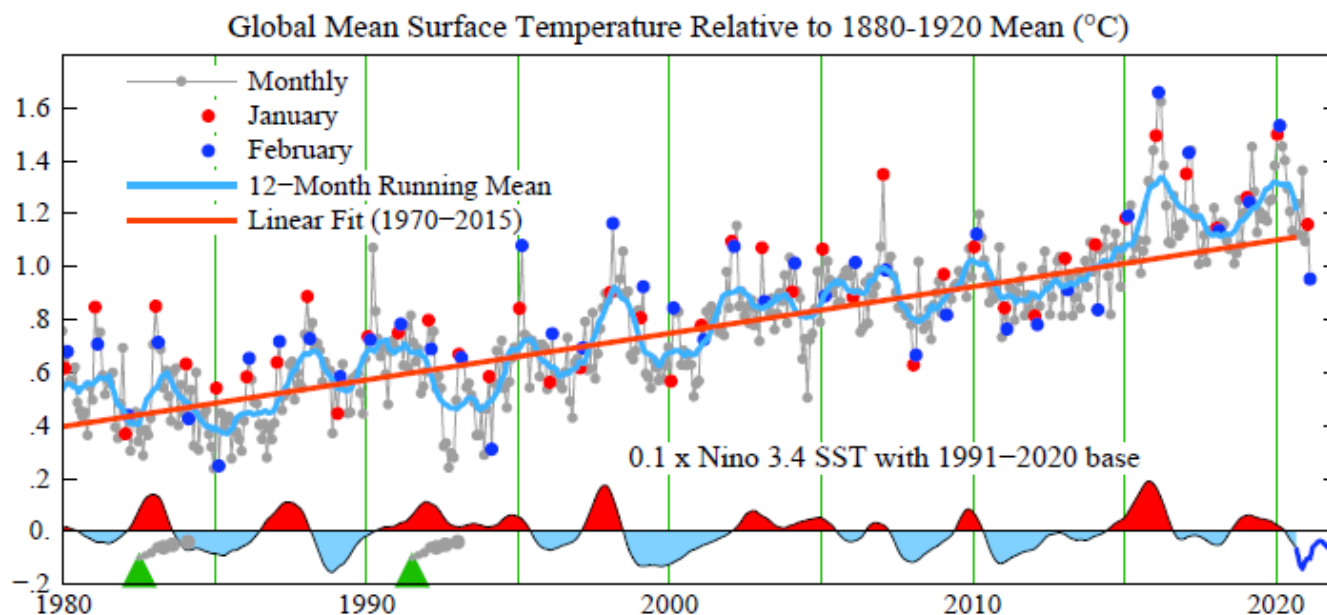 Global Mean Surface Temperature Relative to 1880-1920 Mean (°C)
Monthly
January
February
12−Month Running Mean
Linear Fit (1970−2015)
1.6
1.4
1.2
1.0
.8
.6
.4
.2
0.
0.
−.2
0.1 x Nino 3.4 SST with 1991−2020 base
1980
1990
2000
2010
2020